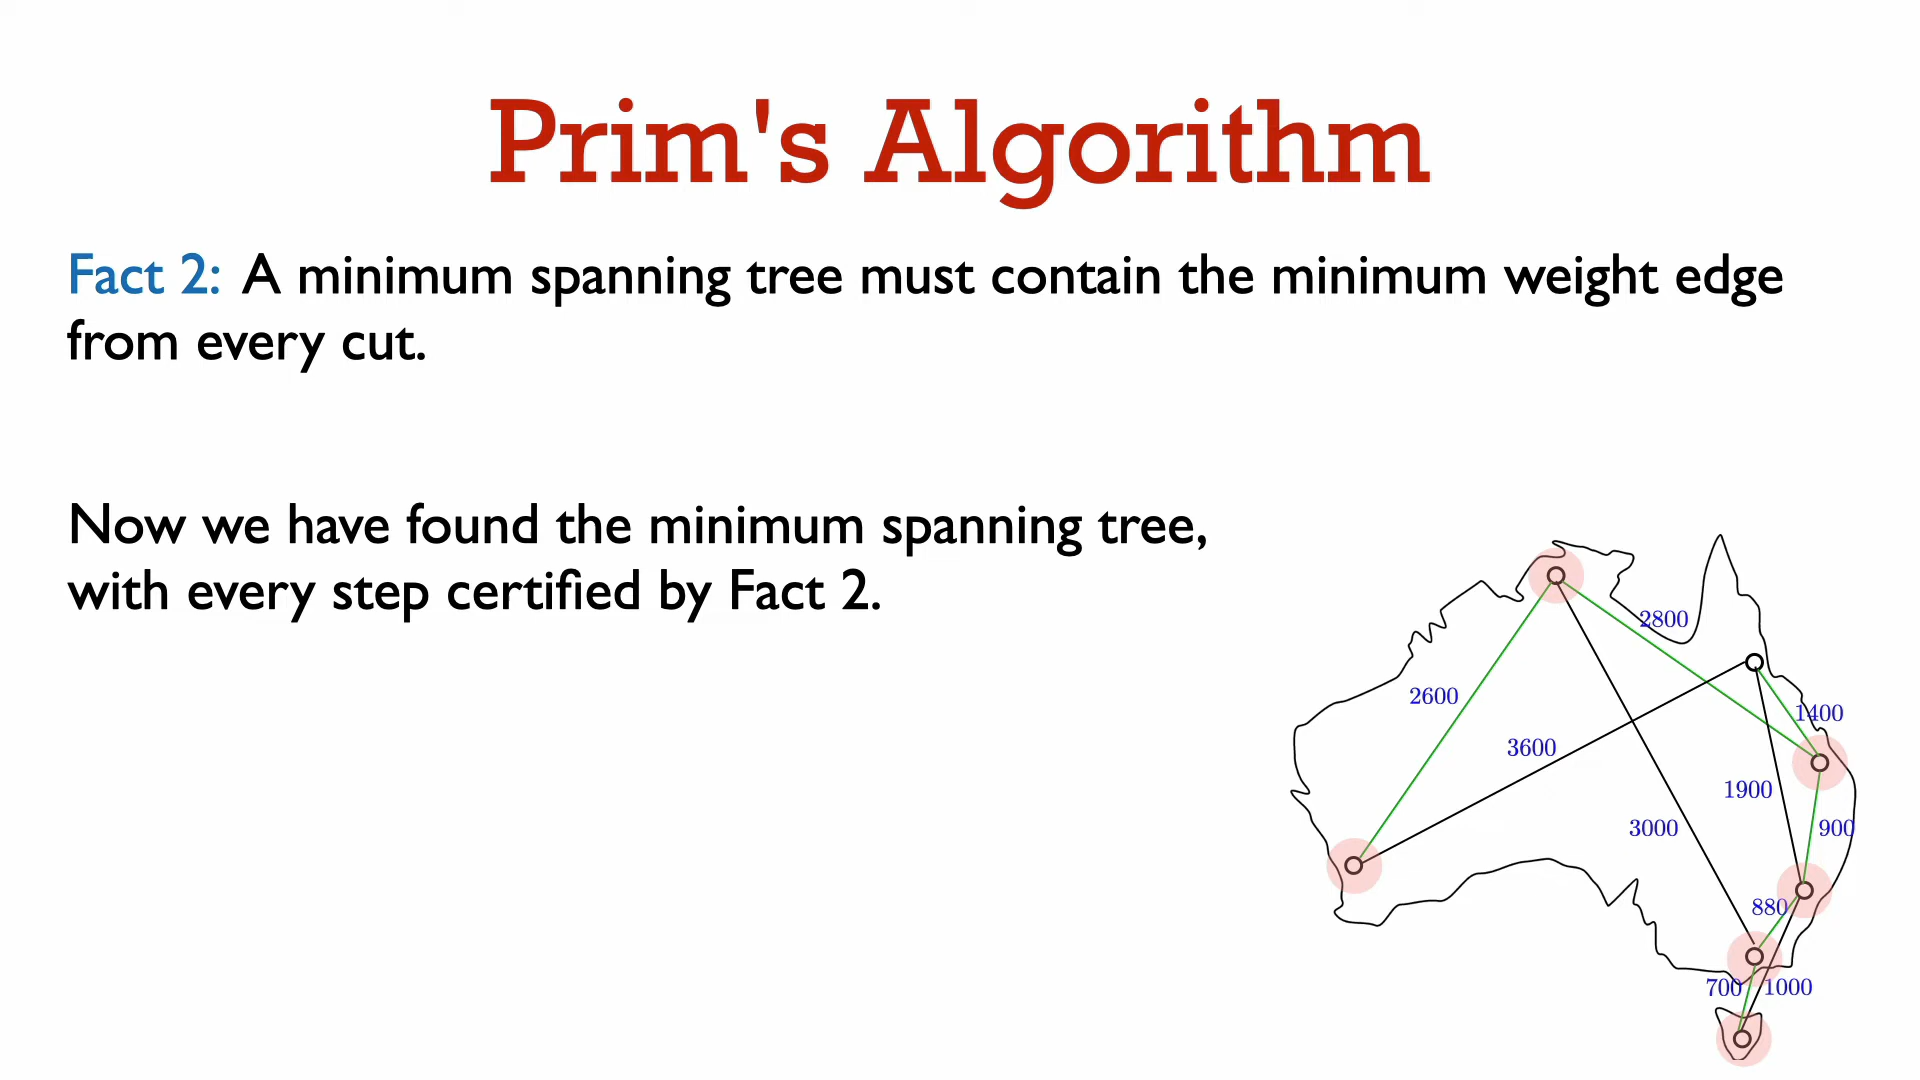 Prim's Algorithm
Fact 2: A minimum spanning tree must contain the minimum weight edge
from every cut.
Now we have found the minimum spanning tree,
with every step certified by Fact 2.
2800
2600
1400
3600
1900
3000
900
880
700
1000